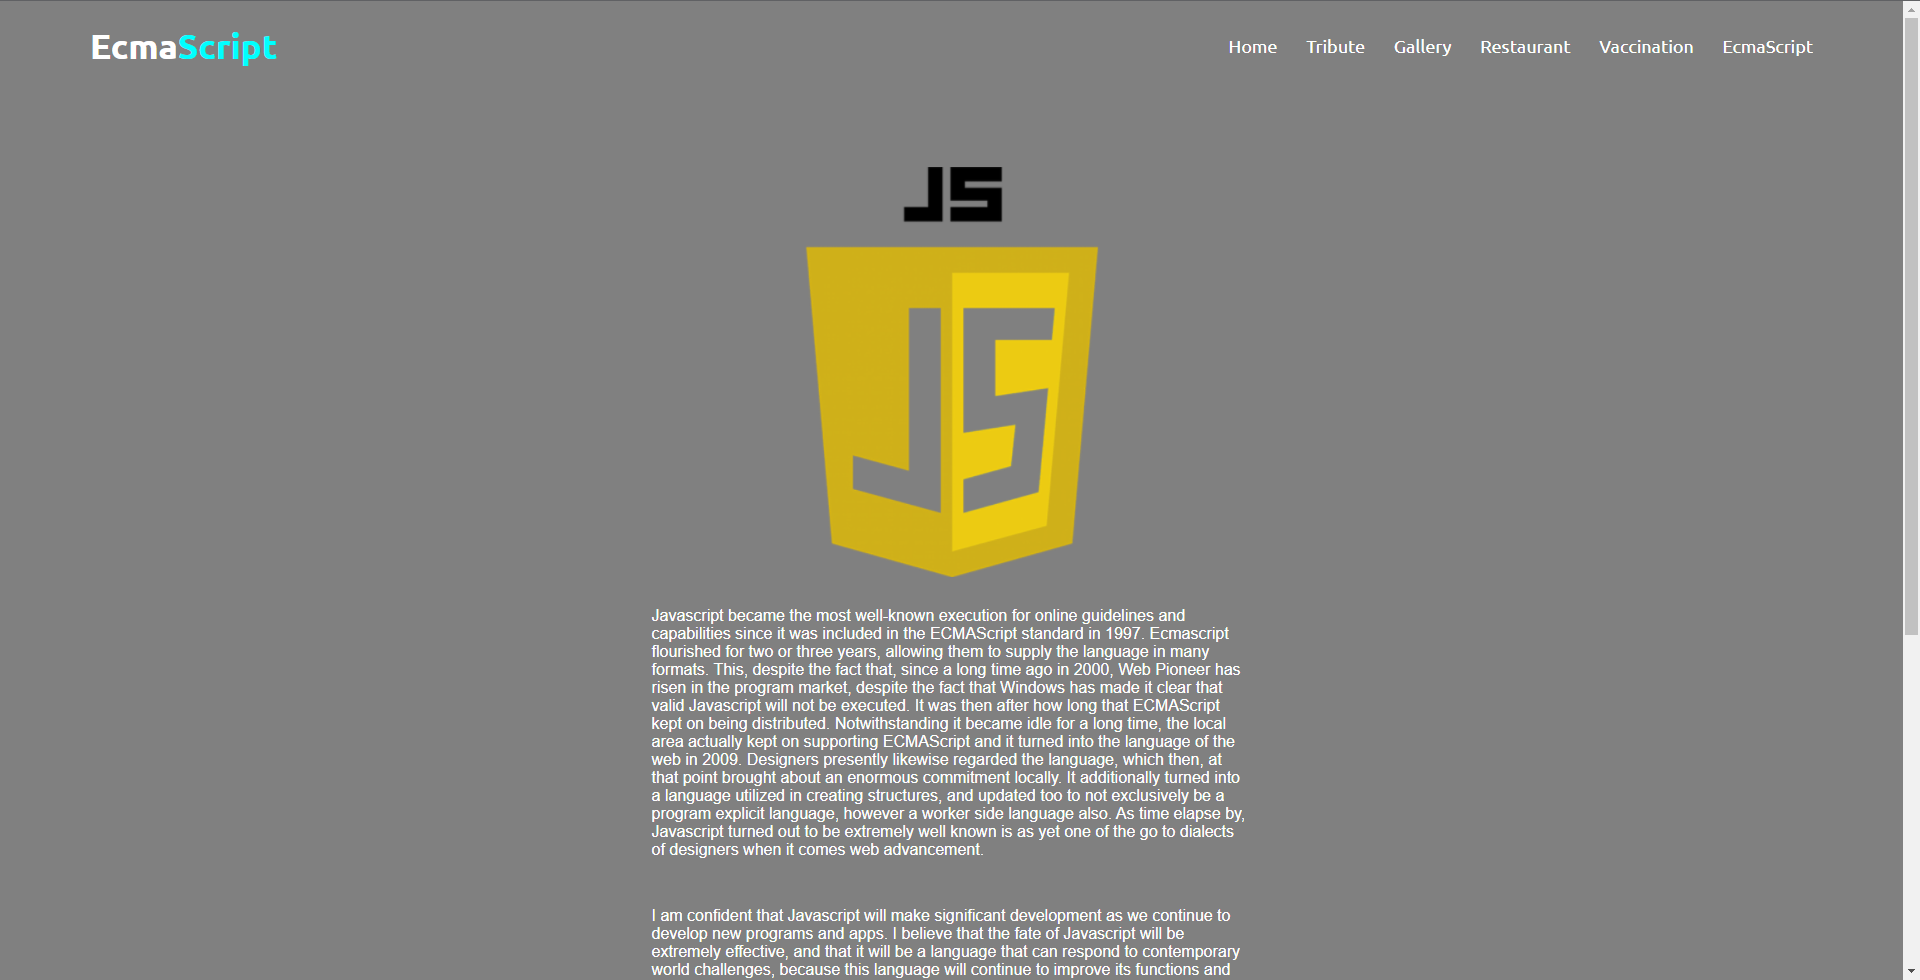 EcmaScript
Home Tribute Gallery Restaurant Vaccination EcmaScript
JS
JS
Javascript became the most well-known execution for online guidelines and
capabilities since it was included in the ECMAScript standard in 1997. Ecmascript
flourished for two or three years, allowing them to supply the language in many
formats. This, despite the fact that, since a long time ago in 2000, Web Pioneer has
risen in the program market, despite the fact that Windows has made it clear that
valid Javascript will not be executed. It was then after how long that ECMAScript
kept on being distributed. Notwithstanding it became idle for a long time, the local
area actually kept on supporting ECMAScript and it turned into the language of the
web in 2009. Designers presently likewise regarded the language, which then, at
that point brought about an enormous commitment locally. It additionally turned into
a language utilized in creating structures, and updated too to not exclusively be a
program explicit language, however a worker side language also. As time elapse by,
Javascript turned out to be extremely well known is as yet one of the go to dialects
of designers when it comes web advancement.
I am confident that Javascript will make significant development as we continue to
develop new programs and apps. I believe that the fate of Javascript will be
extremely effective, and that it will be a language that can respond to contemporary
world challenges, because this language will continue to improve its functions and